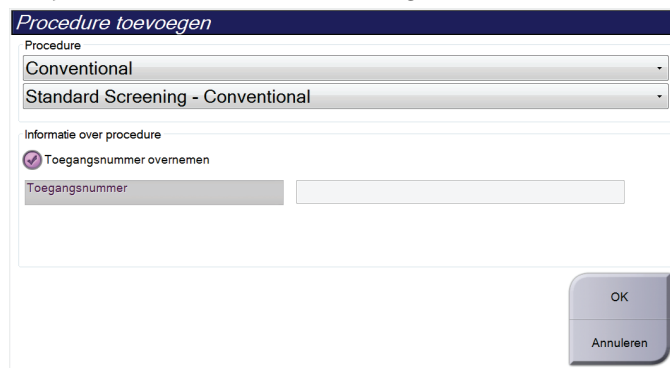 Procedure toevoegen
Procedure
Conventional
Standard Screening - Conventional
Informatie over procedure
Toegangsnummer overnemen
Toegangsnummer
OK
Annuleren